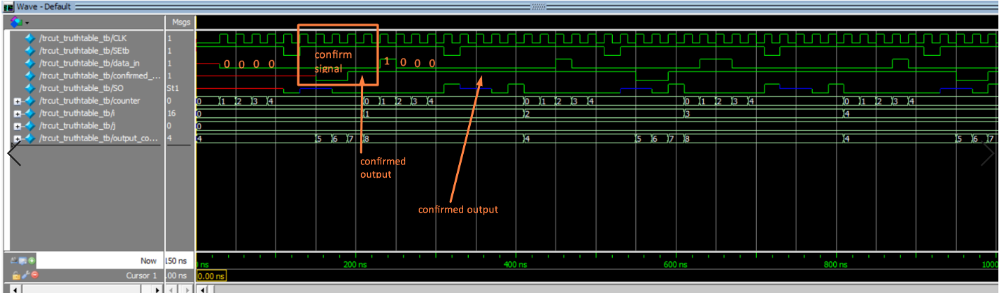 Wave - Default
Msgs
/trcut_truthtable_tb/CLK 1
/trcut_truthtable_tb/SEtb 1
/trcut_truthtable_tb/data_in 1 0 0 0 0 1 0 0 0
/trcut_truthtable_tb/confirmed_... 1
/trcut_truthtable_tb/SO St1
/trcut_truthtable_tb/counter 0 0 1 2 3 4 0 1 2 3 4 0 1 2 3 4 0 1 2 3 4 0 1 2 3 4
/trcut_truthtable_tb/i 16 0 1 2 3 4
/trcut_truthtable_tb/j 0 0
/trcut_truthtable_tb/output_co... 4 4 5 6 7 8 4 5 6 7 8 4 5 6 7
confirm
signal
confirmed
output
confirmed output
Now 150 ns ns 200 ns 400 ns 600 ns 800 ns 1000
Cursor 1 .00 ns 0.00 ns